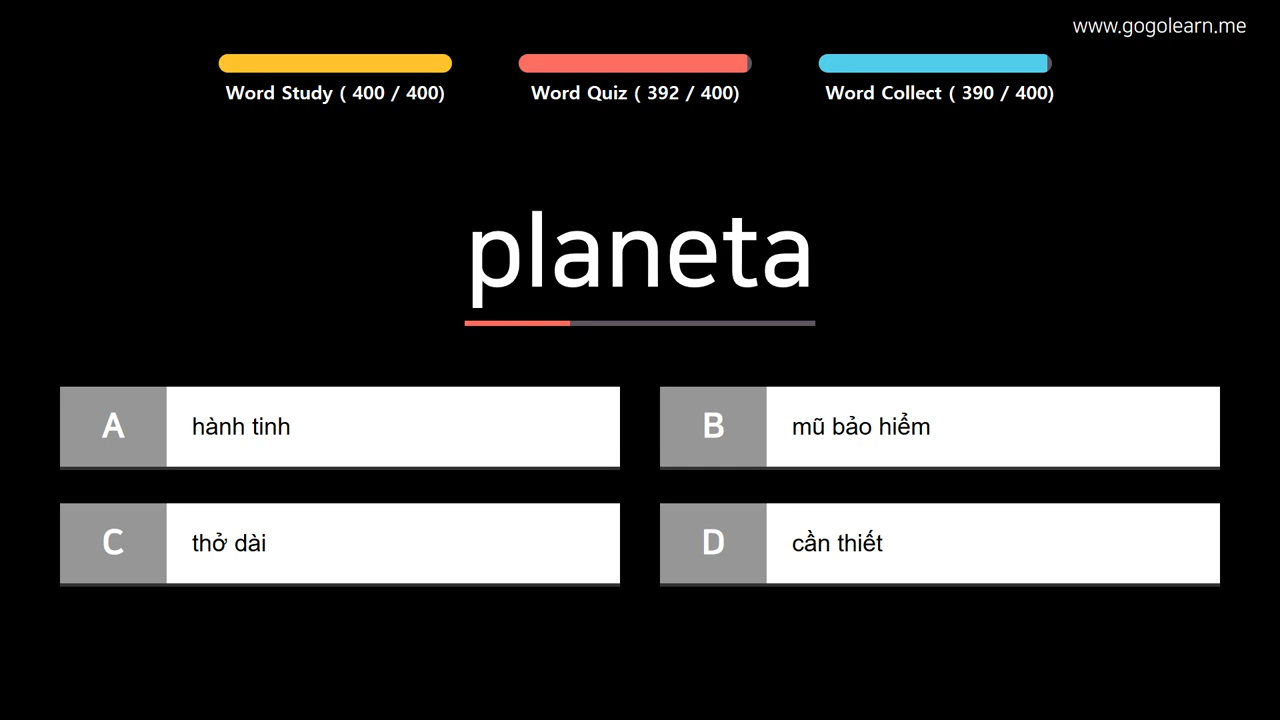 www.gogolearn.me
Word Study ( 400 / 400)
Word Quiz ( 392 / 400)
Word Collect ( 390 / 400)
planeta
A hành tinh
B mũ bảo hiểm
C thở dài
D cần thiết